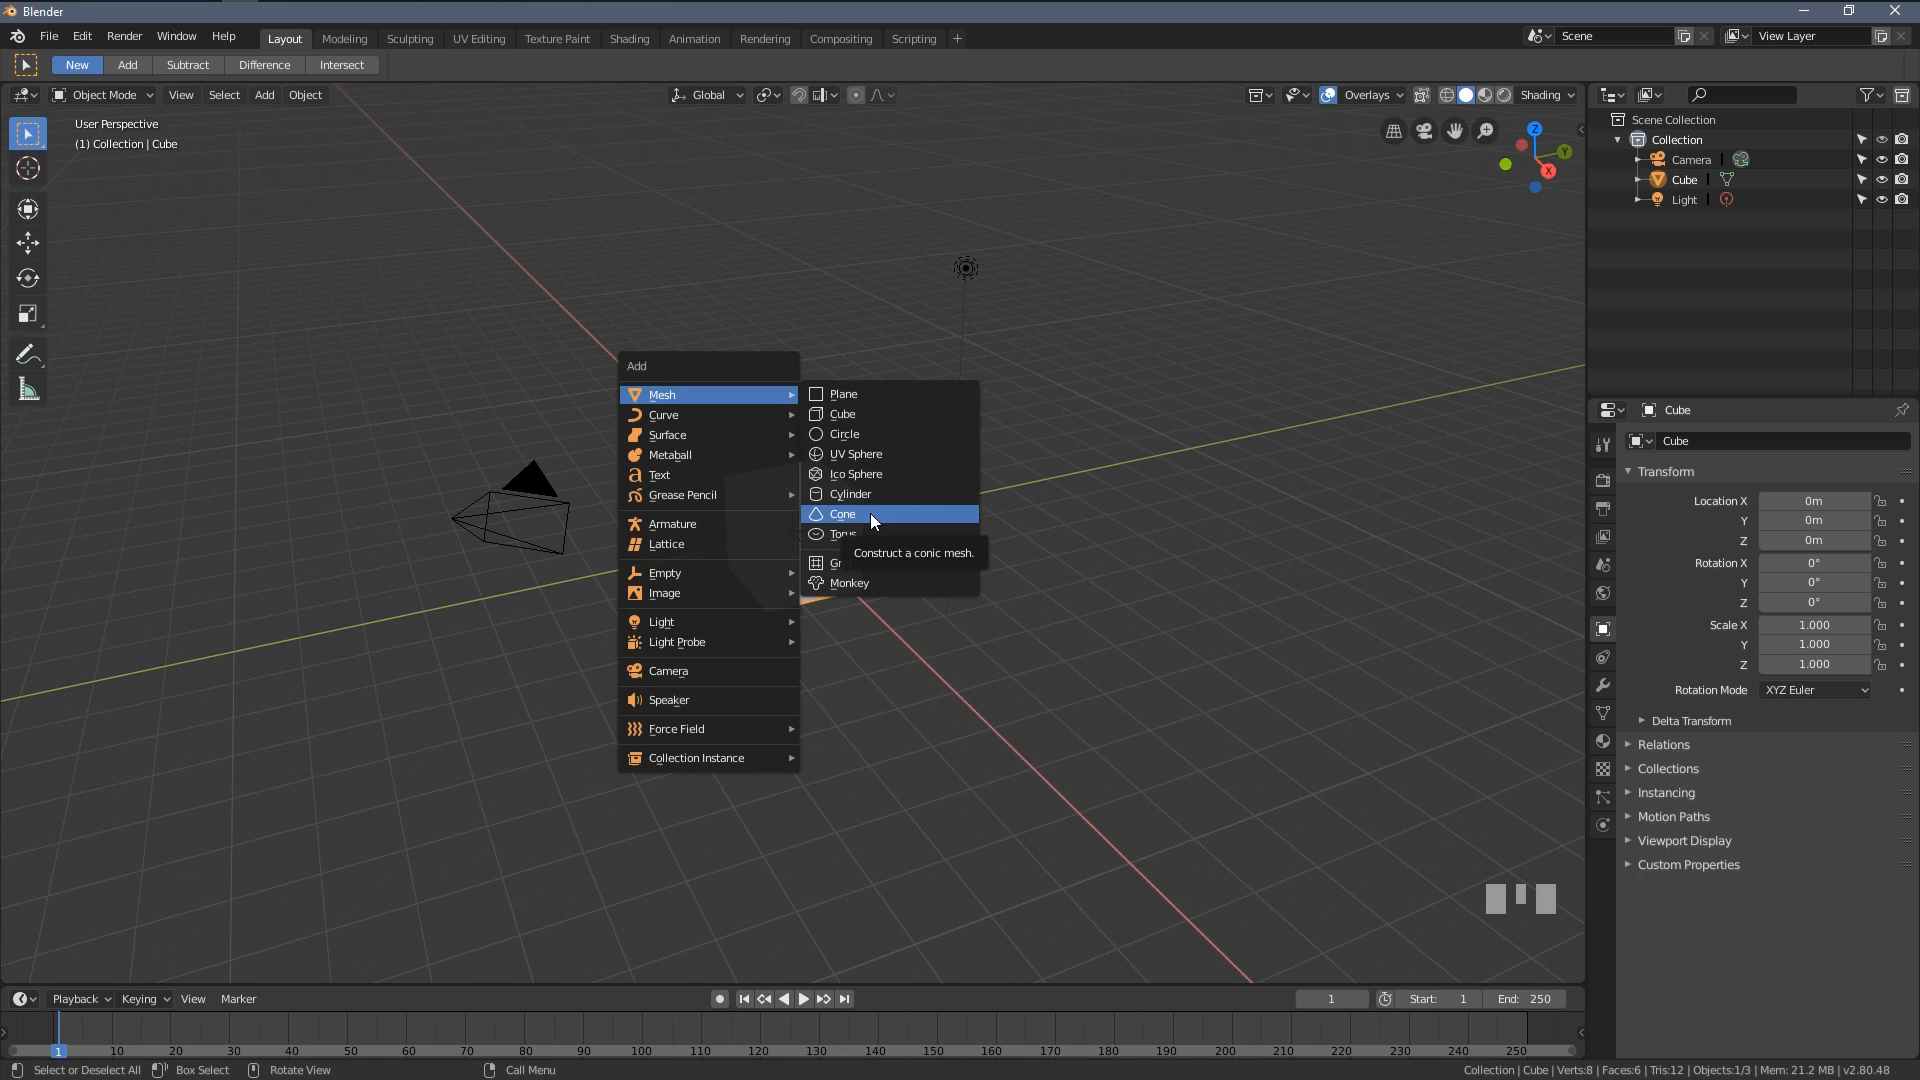 Blender
File Edit Render Window Help
Layout Modeling Sculpting UV Editing Texture Paint Shading Animation Rendering Compositing Scripting +
Scene View Layer
New Add Subtract Difference Intersect
Object Mode View Select Add Object
Global
Overlays Shading
User Perspective
(1) Collection | Cube
Z
Y
X
Add
Mesh
Curve
Surface
Metaball
Text
Grease Pencil
Armature
Lattice
Empty
Image
Light
Light Probe
Camera
Speaker
Force Field
Collection Instance
Plane
Cube
Circle
UV Sphere
Ico Sphere
Cylinder
Cone
Torus
Construct a conic mesh.
Gr
Monkey
Scene Collection
Collection
Camera
Cube
Light
Cube
Cube
Transform
Location X 0m
Y 0m
Z 0m
Rotation X 0°
Y 0°
Z 0°
Scale X 1.000
Y 1.000
Z 1.000
Rotation Mode XYZ Euler
Delta Transform
Relations
Collections
Instancing
Motion Paths
Viewport Display
Custom Properties
Playback Keying View Marker
1 Start: 1 End: 250
1 10 20 30 40 50 60 70 80 90 100 110 120 130 140 150 160 170 180 190 200 210 220 230 240 250
Select or Deselect All Box Select Rotate View Call Menu
Collection | Cube | Verts:8 | Faces:6 | Tris:12 | Objects:1/3 | Mem: 21.2 MB | v2.80.48